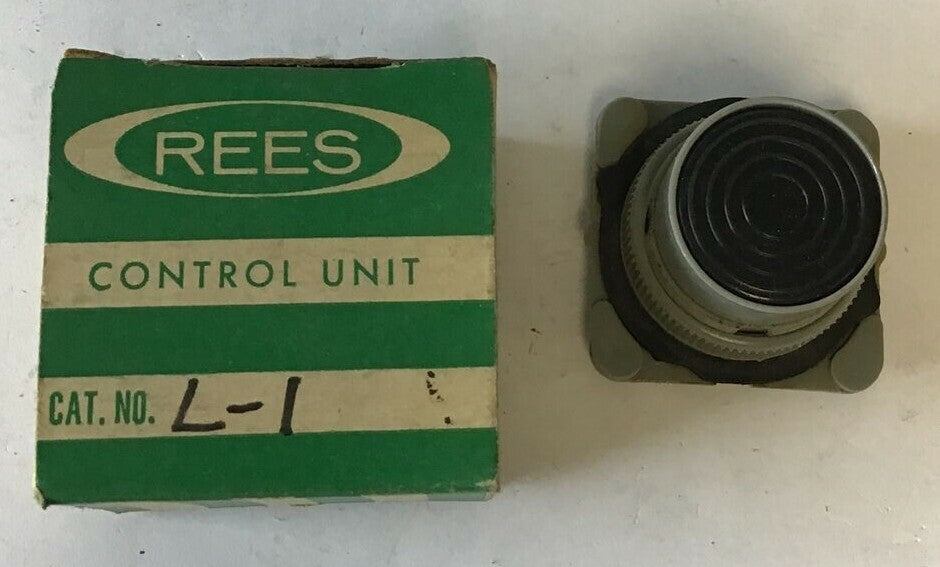 REES
CONTROL UNIT
CAT. NO. L-1